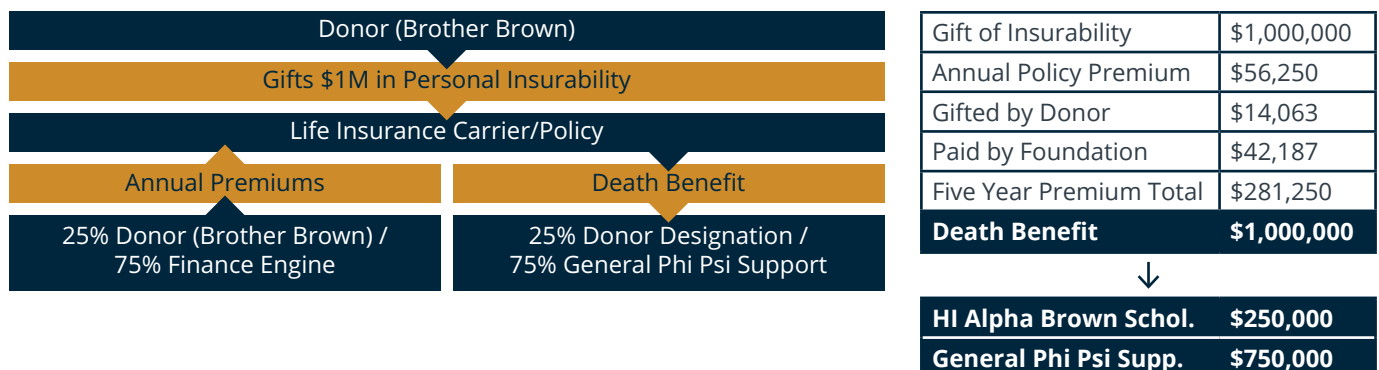 Donor (Brother Brown)
Gifts $1M in Personal Insurability
Life Insurance Carrier/Policy
Annual Premiums
Death Benefit
25% Donor (Brother Brown) /
75% Finance Engine
25% Donor Designation /
75% General Phi Psi Support
Gift of Insurability $1,000,000
Annual Policy Premium $56,250
Gifted by Donor $14,063
Paid by Foundation $42,187
Five Year Premium Total $281,250
Death Benefit $1,000,000
↓
HI Alpha Brown Schol. $250,000
General Phi Psi Supp. $750,000